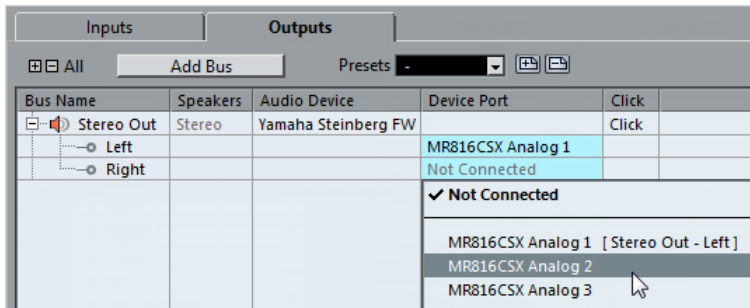 Inputs Outputs
All Add Bus Presets -
Bus Name Speakers Audio Device Device Port Click
Stereo Out Stereo Yamaha Steinberg FW Click
Left MR816CSX Analog 1
Right Not Connected
✓ Not Connected
MR816CSX Analog 1 [ Stereo Out - Left ]
MR816CSX Analog 2
MR816CSX Analog 3